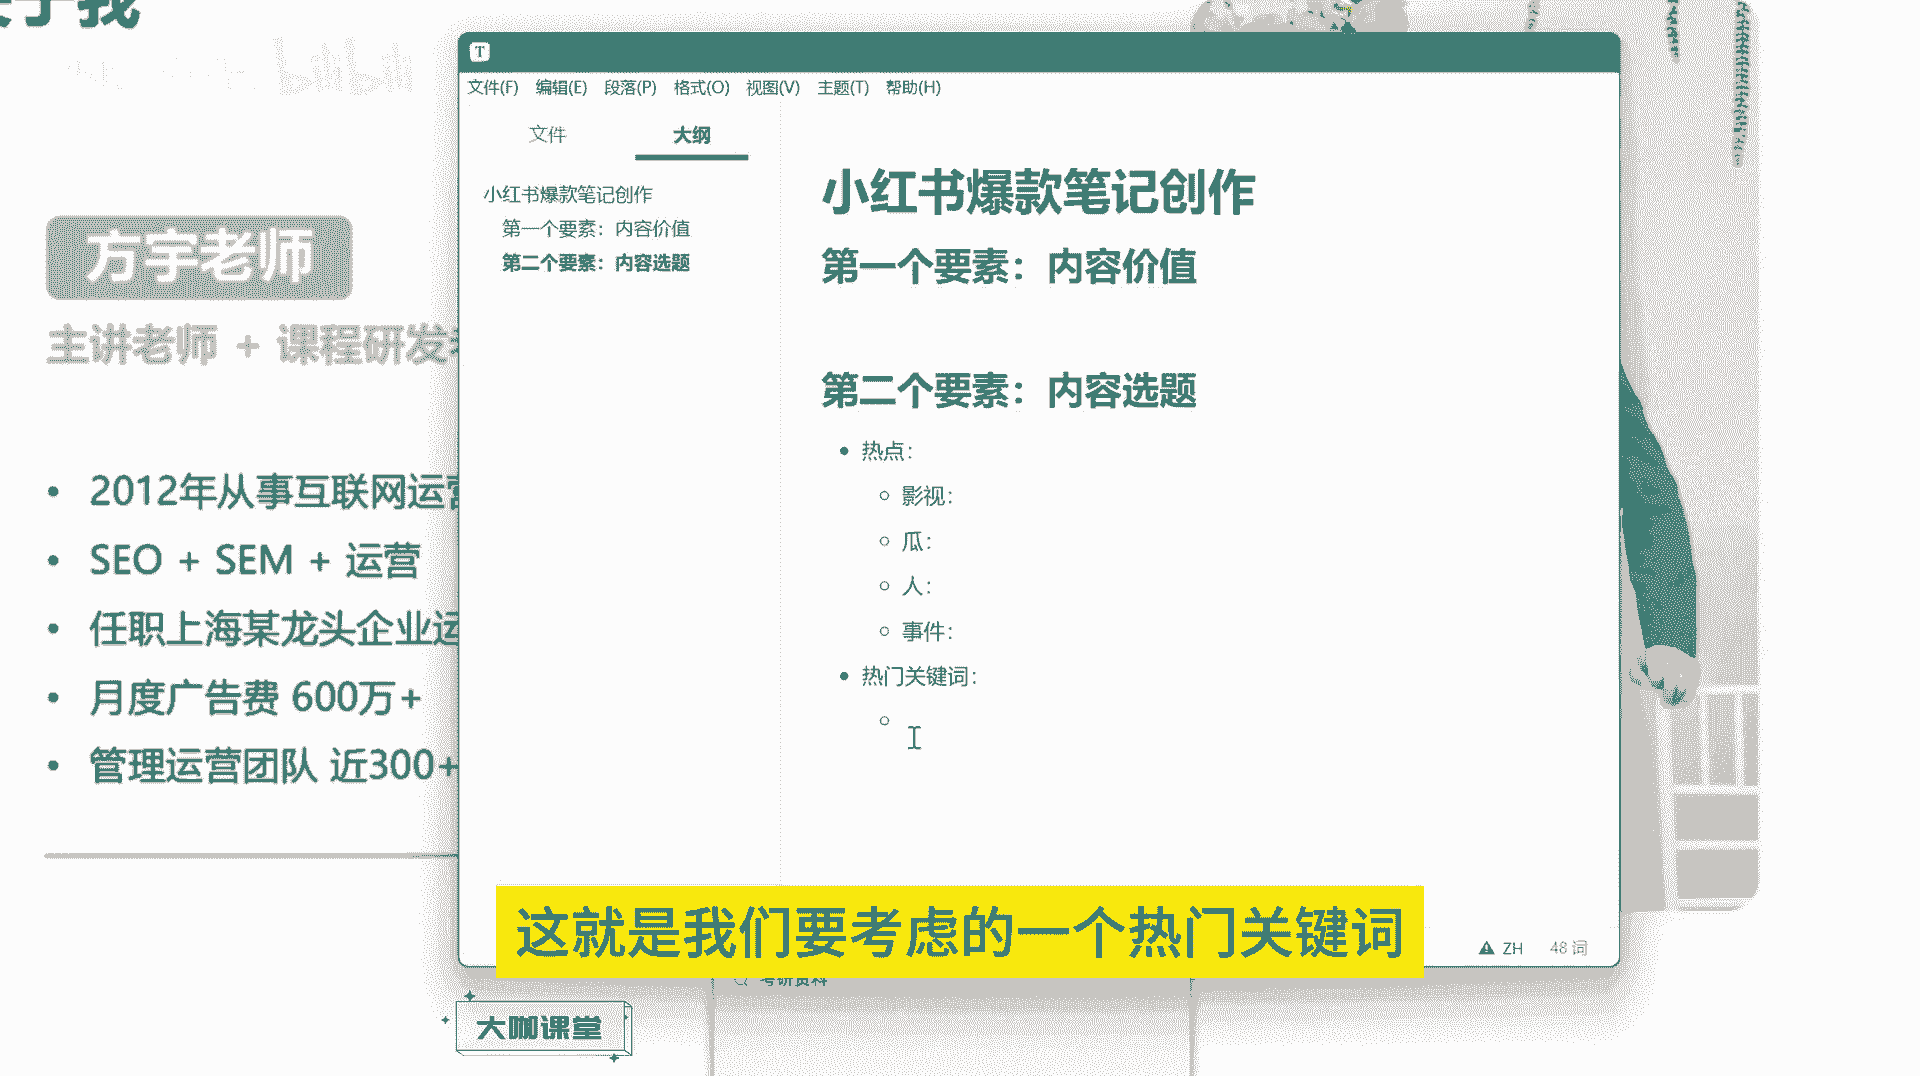 bilibili
方宇老师
主讲老师 + 课程研发
2012年从事互联网运营
SEO + SEM + 运营
任职上海某龙头企业运
月度广告费 600万+
管理运营团队 近300+
T
文件(F) 编辑(E) 段落(P) 格式(O) 视图(V) 主题(T) 帮助(H)
文件 大纲
小红书爆款笔记创作
第一个要素：内容价值
第二个要素：内容选题
小红书爆款笔记创作
第一个要素：内容价值
第二个要素：内容选题
热点：
影视：
瓜：
人：
事件：
热门关键词：
ZH 48 词
这就是我们要考虑的一个热门关键词
考研资料
大咖课堂